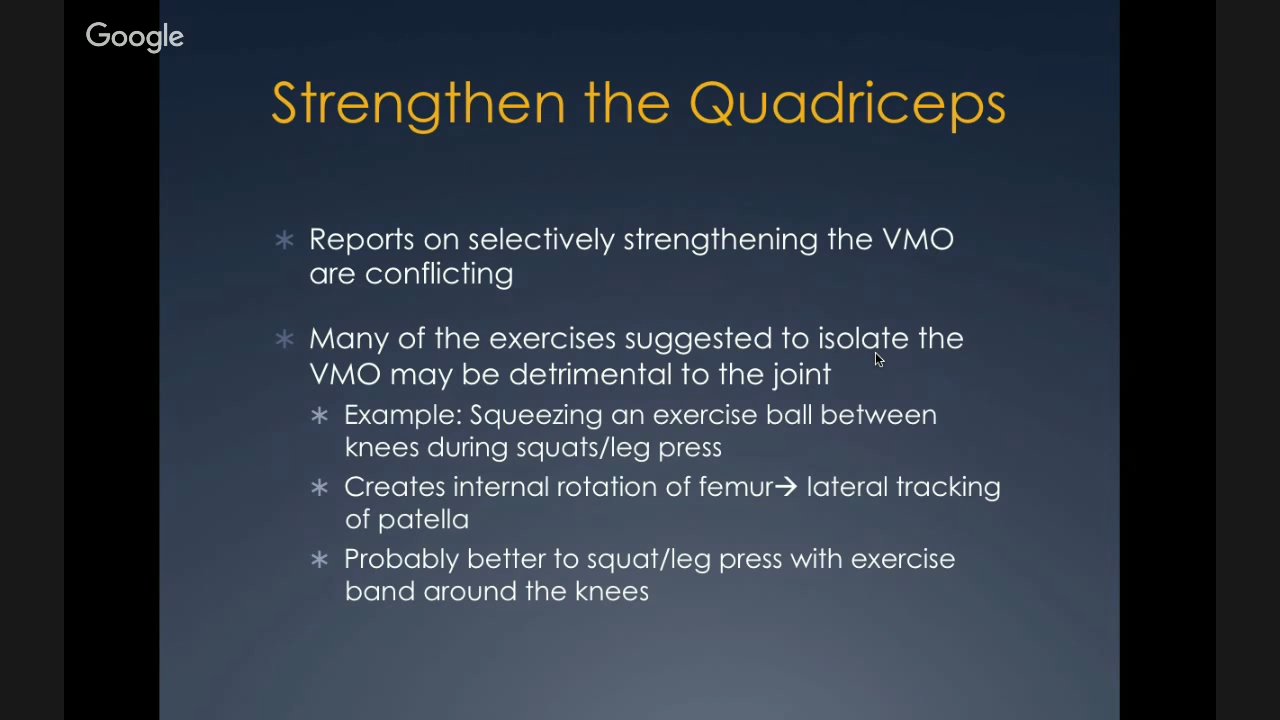 Google
Strengthen the Quadriceps
* Reports on selectively strengthening the VMO
are conflicting
* Many of the exercises suggested to isolate the
VMO may be detrimental to the joint
* Example: Squeezing an exercise ball between
knees during squats/leg press
* Creates internal rotation of femur→ lateral tracking
of patella
* Probably better to squat/leg press with exercise
band around the knees